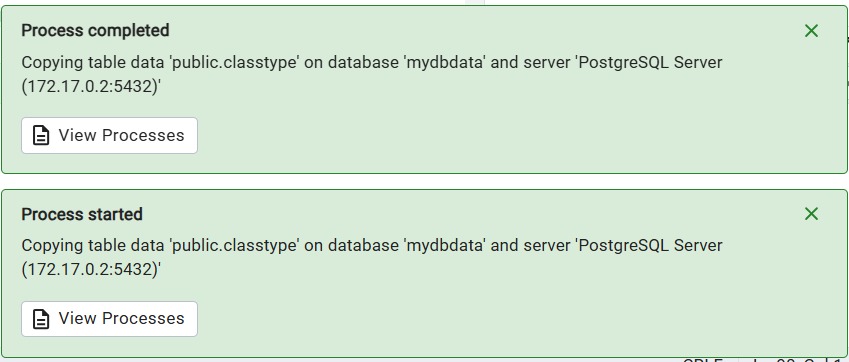 Process completed
Copying table data 'public.classtype' on database 'mydbdata' and server 'PostgreSQL Server
(172.17.0.2:5432)'
View Processes
Process started
Copying table data 'public.classtype' on database 'mydbdata' and server 'PostgreSQL Server
(172.17.0.2:5432)'
View Processes